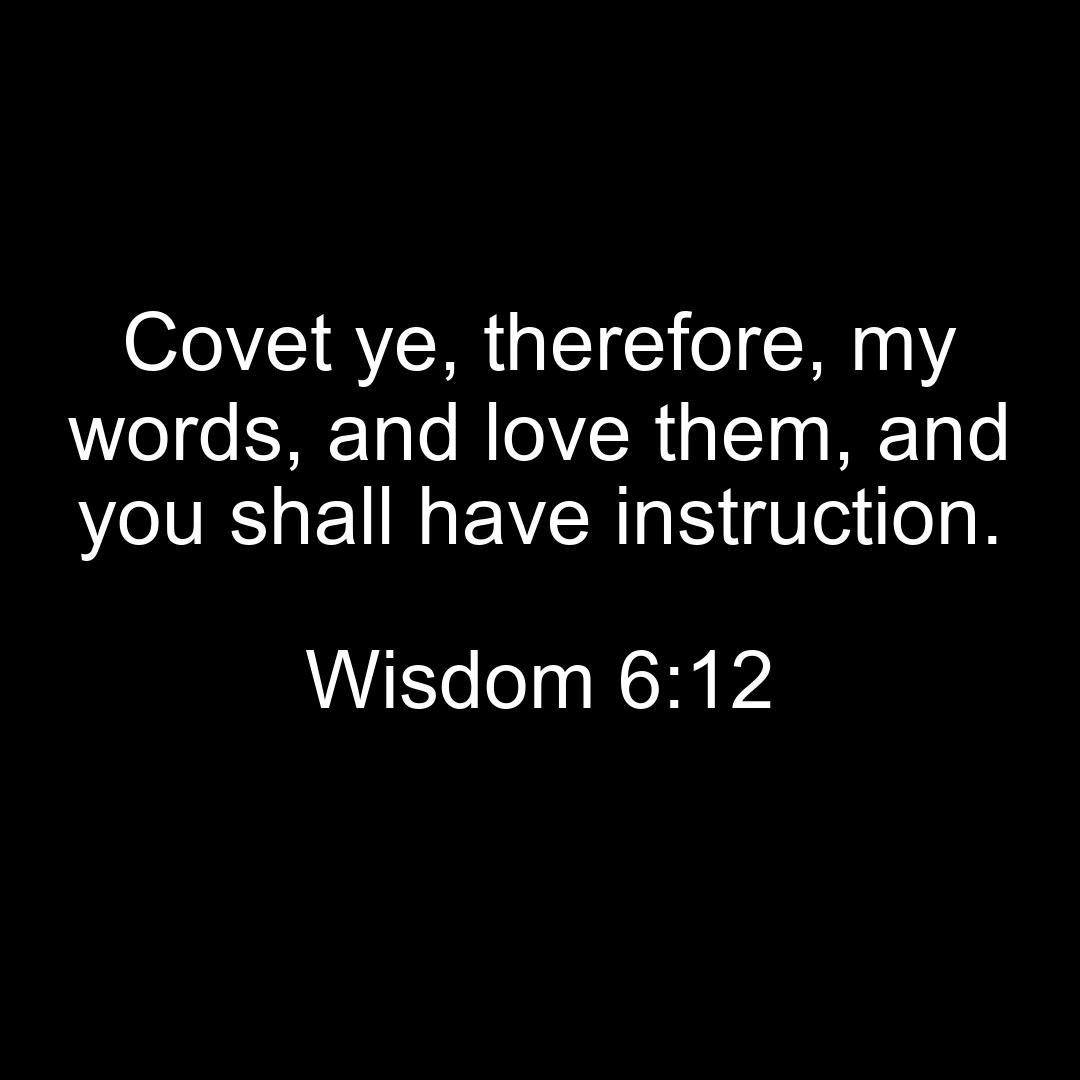 Covet ye, therefore, my
words, and love them, and
you shall have instruction.
Wisdom 6:12